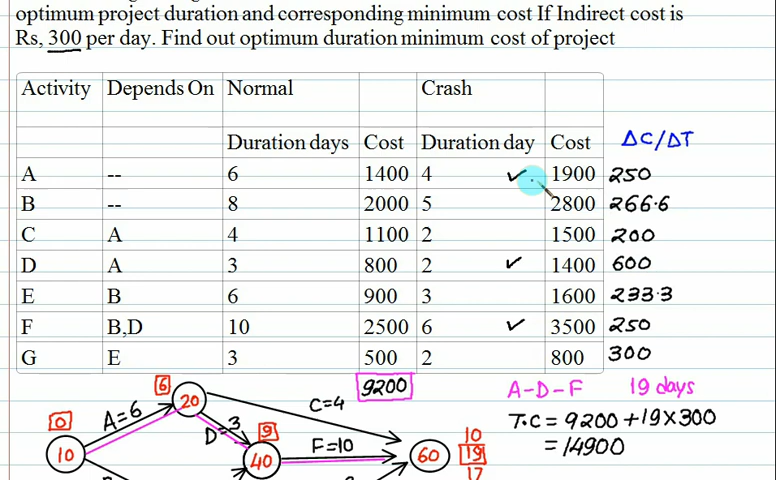 optimum project duration and corresponding minimum cost If Indirect cost is
Rs, 300 per day. Find out optimum duration minimum cost of project
Activity Depends On Normal Crash
Duration days Cost Duration day Cost ΔC/ΔT
A -- 6 1400 4 ✓ 1900 250
B -- 8 2000 5 2800 266.6
C A 4 1100 2 1500 200
D A 3 800 2 ✓ 1400 600
E B 6 900 3 1600 233.3
F B,D 10 2500 6 ✓ 3500 250
G E 3 500 2 800 300
9200 A-D-F 19 days
6
20
C=4
A=6
0
D=3
9
T.C = 9200 + 19×300
= 14900
F=10
10
10
40
60
19
17